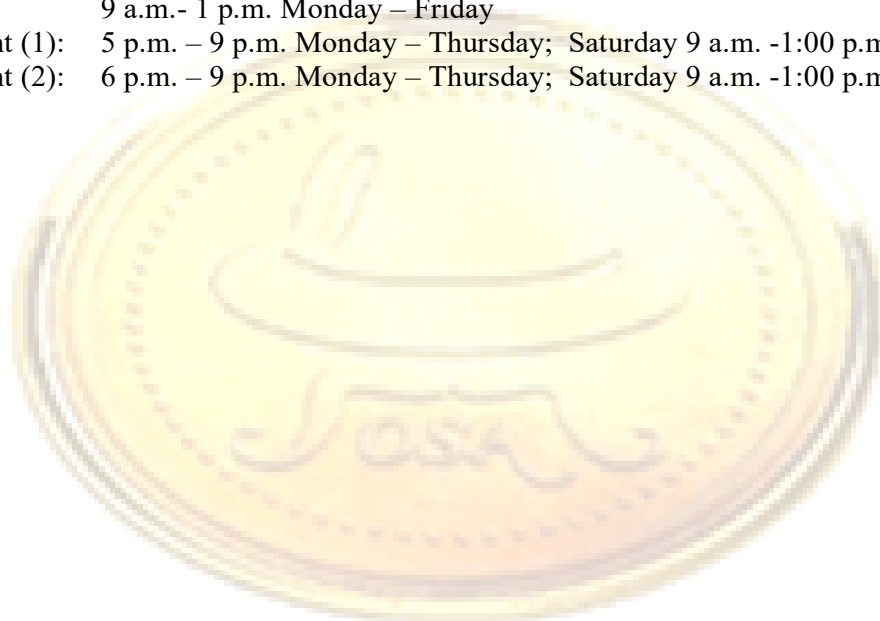 9 a.m.- 1 p.m. Monday – Friday
nt (1): 5 p.m. – 9 p.m. Monday – Thursday; Saturday 9 a.m. -1:00 p.m
nt (2): 6 p.m. – 9 p.m. Monday – Thursday; Saturday 9 a.m. -1:00 p.m
OSA